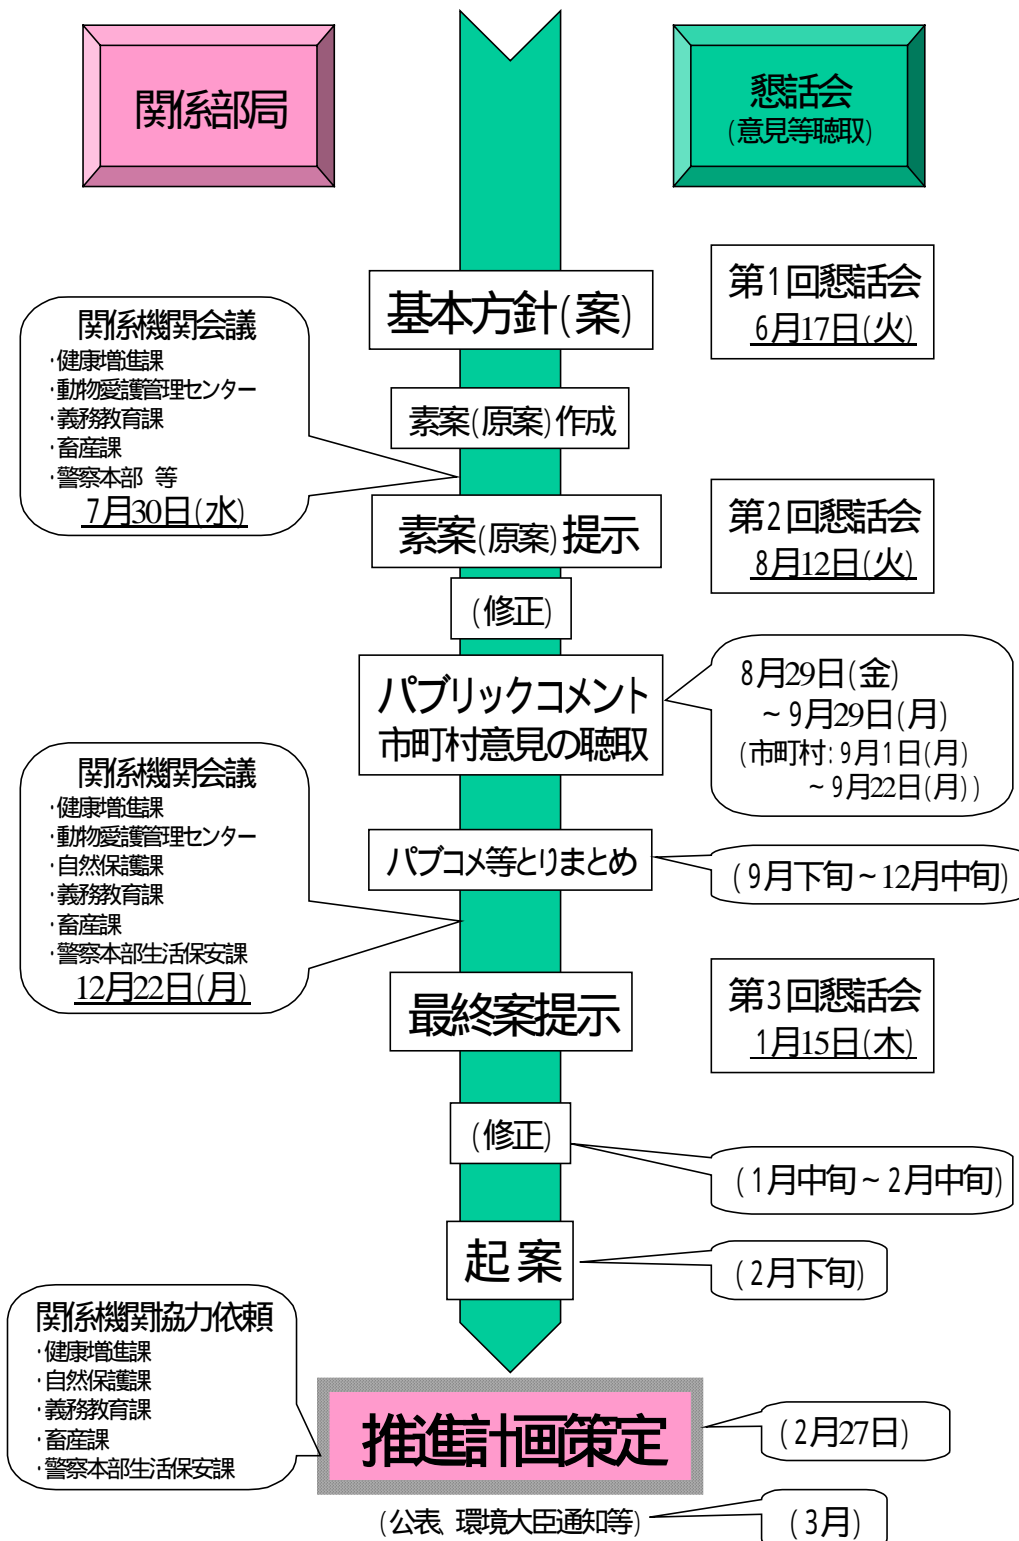 関係部局
懇話会
(意見等聴取)
基本方針(案)
第1回懇話会
6月17日(火)
関係機関会議
・健康増進課
・動物愛護管理センター
・義務教育課
・畜産課
・警察本部 等
7月30日(水)
素案(原案)作成
素案(原案)提示
第2回懇話会
8月12日(火)
(修正)
パブリックコメント
市町村意見の聴取
8月29日(金)
~9月29日(月)
(市町村:9月1日(月)
~9月22日(月))
関係機関会議
・健康増進課
・動物愛護管理センター
・自然保護課
・義務教育課
・畜産課
・警察本部生活保安課
12月22日(月)
パブコメ等とりまとめ
(9月下旬~12月中旬)
最終案提示
第3回懇話会
1月15日(木)
(修正)
(1月中旬~2月中旬)
起案
(2月下旬)
関係機関協力依頼
・健康増進課
・自然保護課
・義務教育課
・畜産課
・警察本部生活保安課
推進計画策定
(2月27日)
(公表、環境大臣通知等)
(3月)